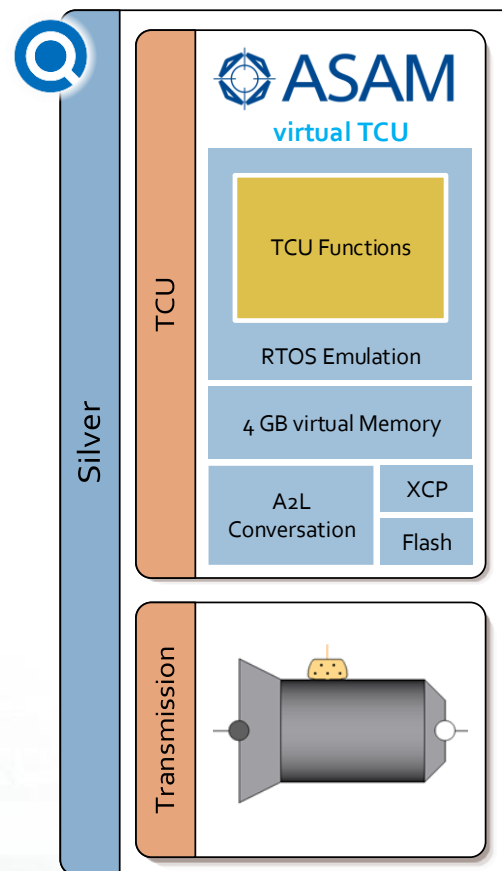 Silver
TCU
ASAM
virtual TCU
TCU Functions
RTOS Emulation
4 GB virtual Memory
A2L
Conversation
XCP
Flash
Transmission